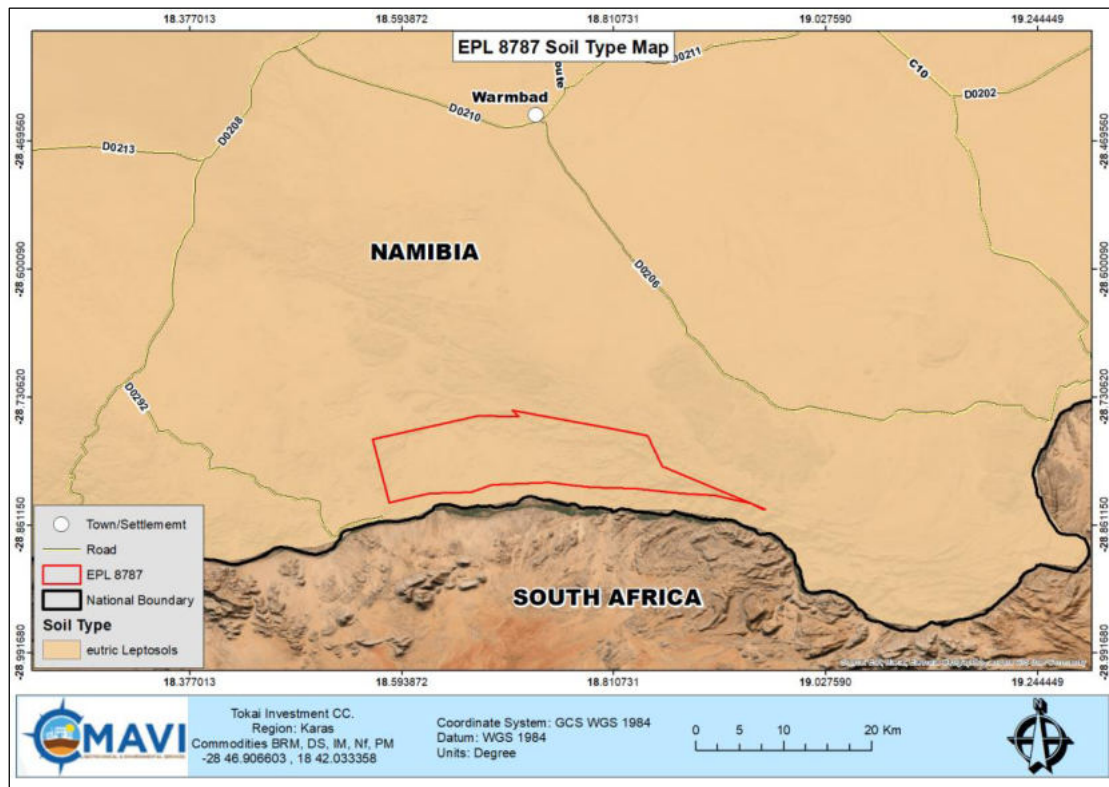 18.377013 18.593872 18.810731 19.027590 19.244449
EPL 8787 Soil Type Map
oute
D0211
C10
D0202
Warmbad
D0210
D0208
D0213
-28.469560 -28.469560
NAMIBIA
D0206
-28.600090 -28.600090
-28.730620 -28.730620
D0292
-28.861150 -28.861150
Town/Settlememt
Road
EPL 8787
National Boundary
Soil Type
eutric Leptosols
SOUTH AFRICA
-28.991680 -28.991680
18.377013 18.593872 18.810731 19.027590 19.244449
MAVI
Tokai Investment CC.
Region: Karas
Commodities BRM, DS, IM, Nf, PM
-28 46.906603 , 18 42.033358
Coordinate System: GCS WGS 1984
Datum: WGS 1984
Units: Degree
0 5 10 20 Km